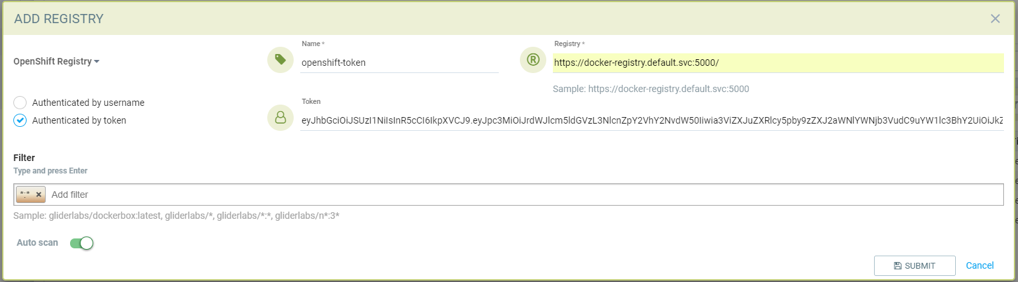 ADD REGISTRY
OpenShift Registry
Name *
openshift-token
Registry *
https://docker-registry.default.svc:5000/
Sample: https://docker-registry.default.svc:5000
Authenticated by username
Authenticated by token
Token
Filter
Type and press Enter
*:* × Add filter
Sample: gliderlabs/dockerbox:latest, gliderlabs/*, gliderlabs/*:*, gliderlabs/n*:3*
Auto scan
SUBMIT
Cancel